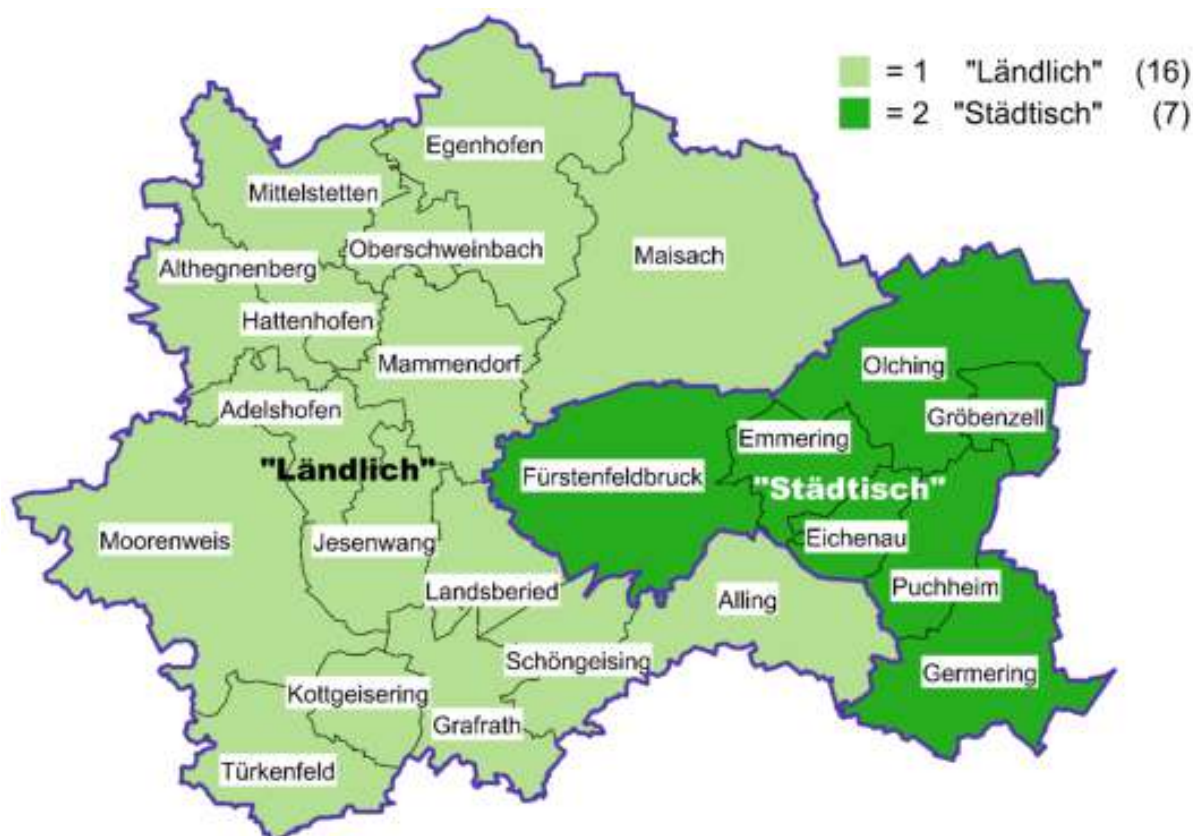 = 1 "Ländlich" (16)
= 2 "Städtisch" (7)
Egenhofen
Mittelstetten
Oberschweinbach
Maisach
Althegnenberg
Hattenhofen
Mammendorf
Olching
Adelshofen
Gröbenzell
Emmering
"Ländlich"
Fürstenfeldbruck
"Städtisch"
Moorenweis
Jesenwang
Eichenau
Landsberied
Alling
Puchheim
Schöngeising
Germering
Kottgeisering
Grafrath
Türkenfeld